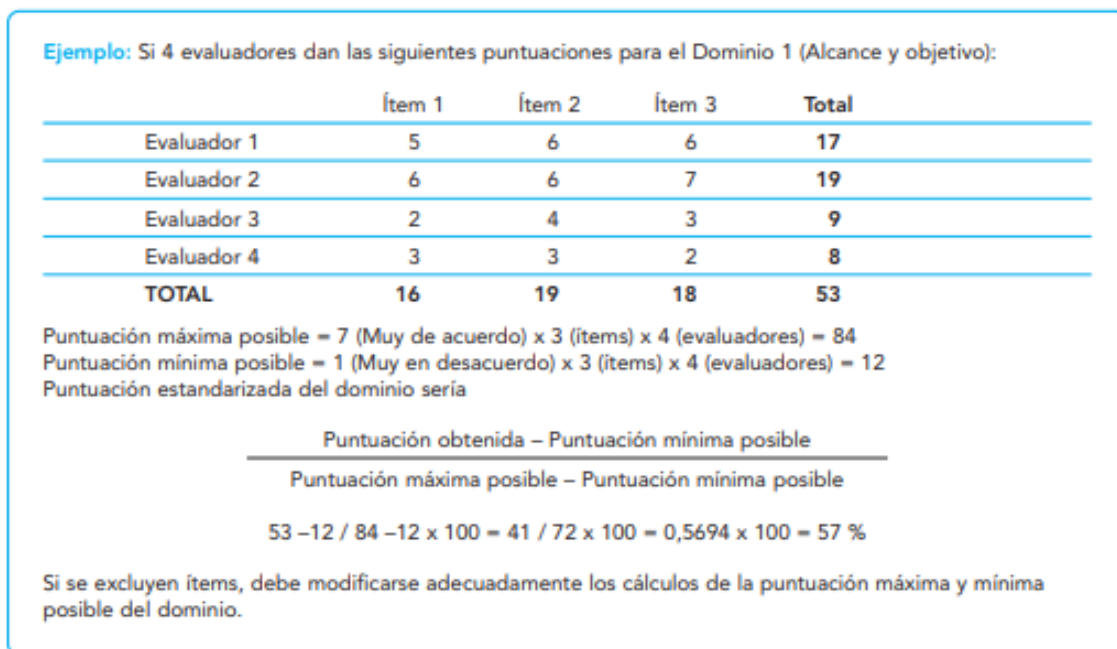 Ejemplo: Si 4 evaluadores dan las siguientes puntuaciones para el Dominio 1 (Alcance y objetivo):
Ítem 1 Ítem 2 Ítem 3 Total
Evaluador 1 5 6 6 17
Evaluador 2 6 6 7 19
Evaluador 3 2 4 3 9
Evaluador 4 3 3 2 8
TOTAL 16 19 18 53
Puntuación máxima posible = 7 (Muy de acuerdo) x 3 (ítems) x 4 (evaluadores) = 84
Puntuación mínima posible = 1 (Muy en desacuerdo) x 3 (ítems) x 4 (evaluadores) = 12
Puntuación estandarizada del dominio sería
Puntuación obtenida – Puntuación mínima posible
Puntuación máxima posible – Puntuación mínima posible
53 –12 / 84 –12 x 100 = 41 / 72 x 100 = 0,5694 x 100 = 57 %
Si se excluyen ítems, debe modificarse adecuadamente los cálculos de la puntuación máxima y mínima
posible del dominio.